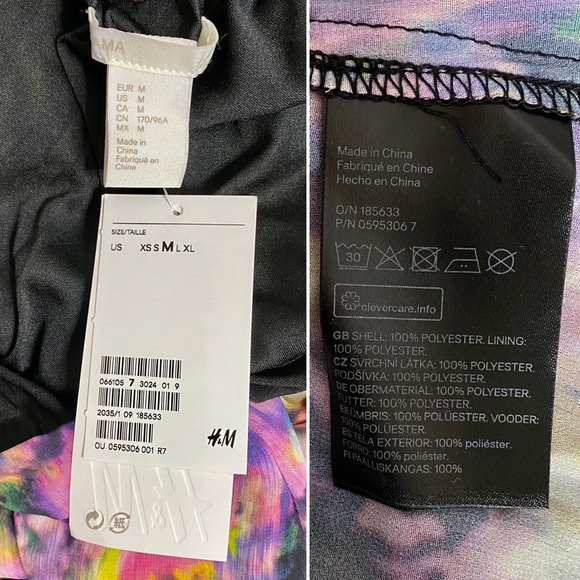 AMA
EUR M
US M
CA M
CN 170/96A
MX M
Made in
China
Fabriqué en
Chine
SIZE/TAILLE
US XS S M L XL
066105 7 3024 01 9
2035/1 09 185633
OU 0595306 001 R7
H&M
H&M
紙
Made in China
Fabriqué en Chine
Hecho en China
O/N 185633
P/N 0595306 7
30
clevercare.info
GB SHELL: 100% POLYESTER. LINING:
100% POLYESTER.
CZ SVRCHNÍ LÁTKA: 100% POLYESTER.
PODŠÍVKA: 100% POLYESTER.
DE OBERMATERIAL: 100% POLYESTER.
FUTTER: 100% POLYESTER.
EE ÜMBRIS: 100% POLÜESTER. VOODER:
100% POLÜESTER.
ES TELA EXTERIOR: 100% poliéster.
FORRO: 100% poliéster.
FI PÄÄLLISKANGAS: 100%